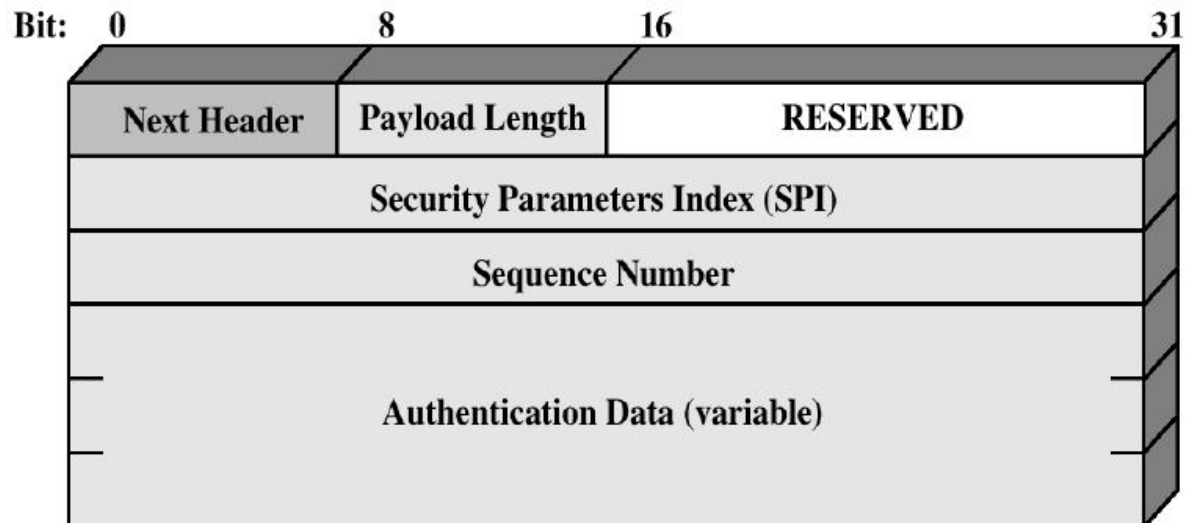 Bit: 0 8 16 31
Next Header Payload Length RESERVED
Security Parameters Index (SPI)
Sequence Number
Authentication Data (variable)